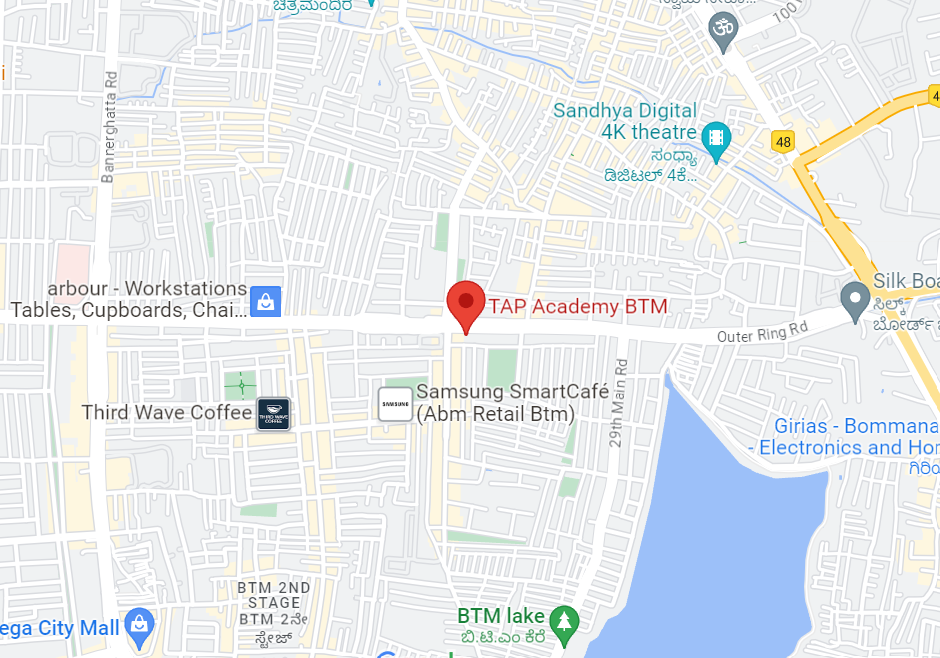 ಚಿತ್ರಮಂದಿರ
100
Bannerghatta Rd
Sandhya Digital
4K theatre
ಸಂಧ್ಯಾ
ಡಿಜಿಟಲ್ 4ಕೆ...
48
4
arbour - Workstations
Tables, Cupboards, Chai...
TAP Academy BTM
Silk Boa
ಸಿಲ್ಕ್
ಬೋರ್ಡ್
Outer Ring Rd
29th Main Rd
Third Wave Coffee
THIRD WAVE
COFFEE
SAMSUNG
Samsung SmartCafé
(Abm Retail Btm)
Girias - Bommana
- Electronics and Hom
ಗಿರಿಯ
BTM 2ND
STAGE
BTM 2ನೇ
ಸ್ಟೇಜ್
BTM lake
ಬಿ.ಟಿ.ಎಂ ಕೆರೆ
ega City Mall